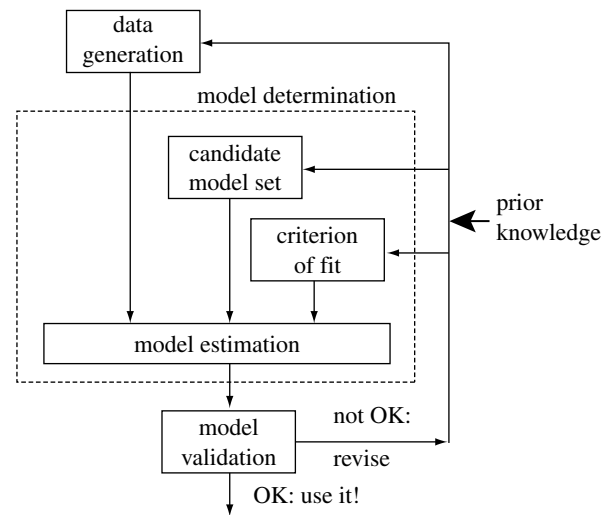 data
generation
model determination
candidate
model set
prior
knowledge
criterion
of fit
model estimation
model
validation
not OK:
revise
OK: use it!